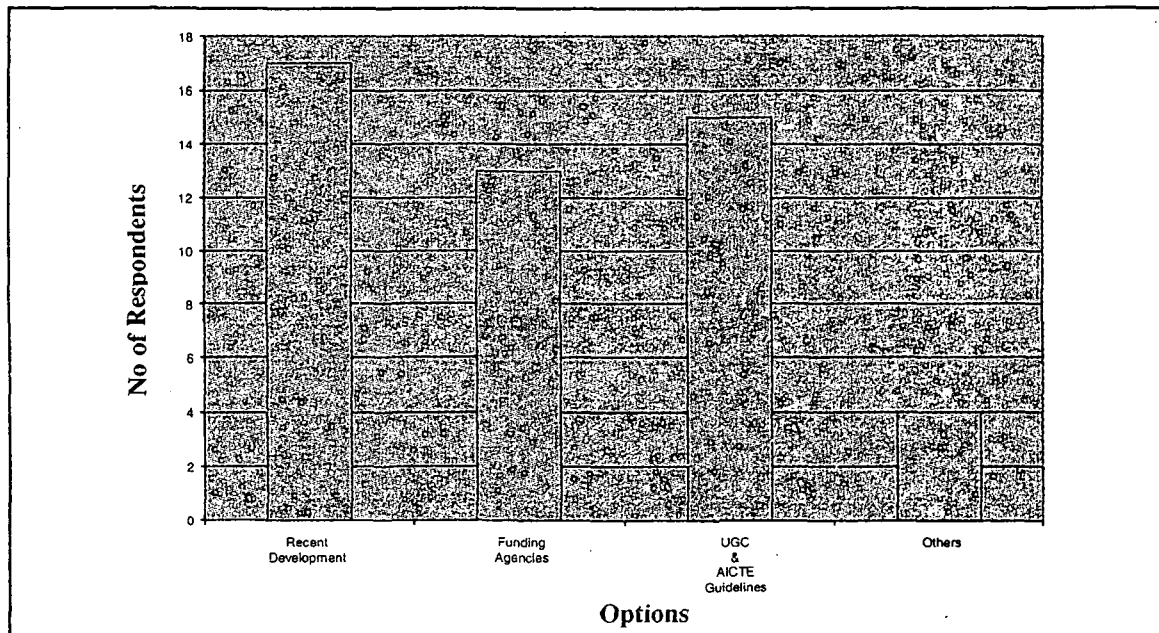 No of Respondents
18
16
14
12
10
8
6
4
2
0
Recent
Development
Funding
Agencies
UGC
&
AICTE
Guidelines
Others
Options